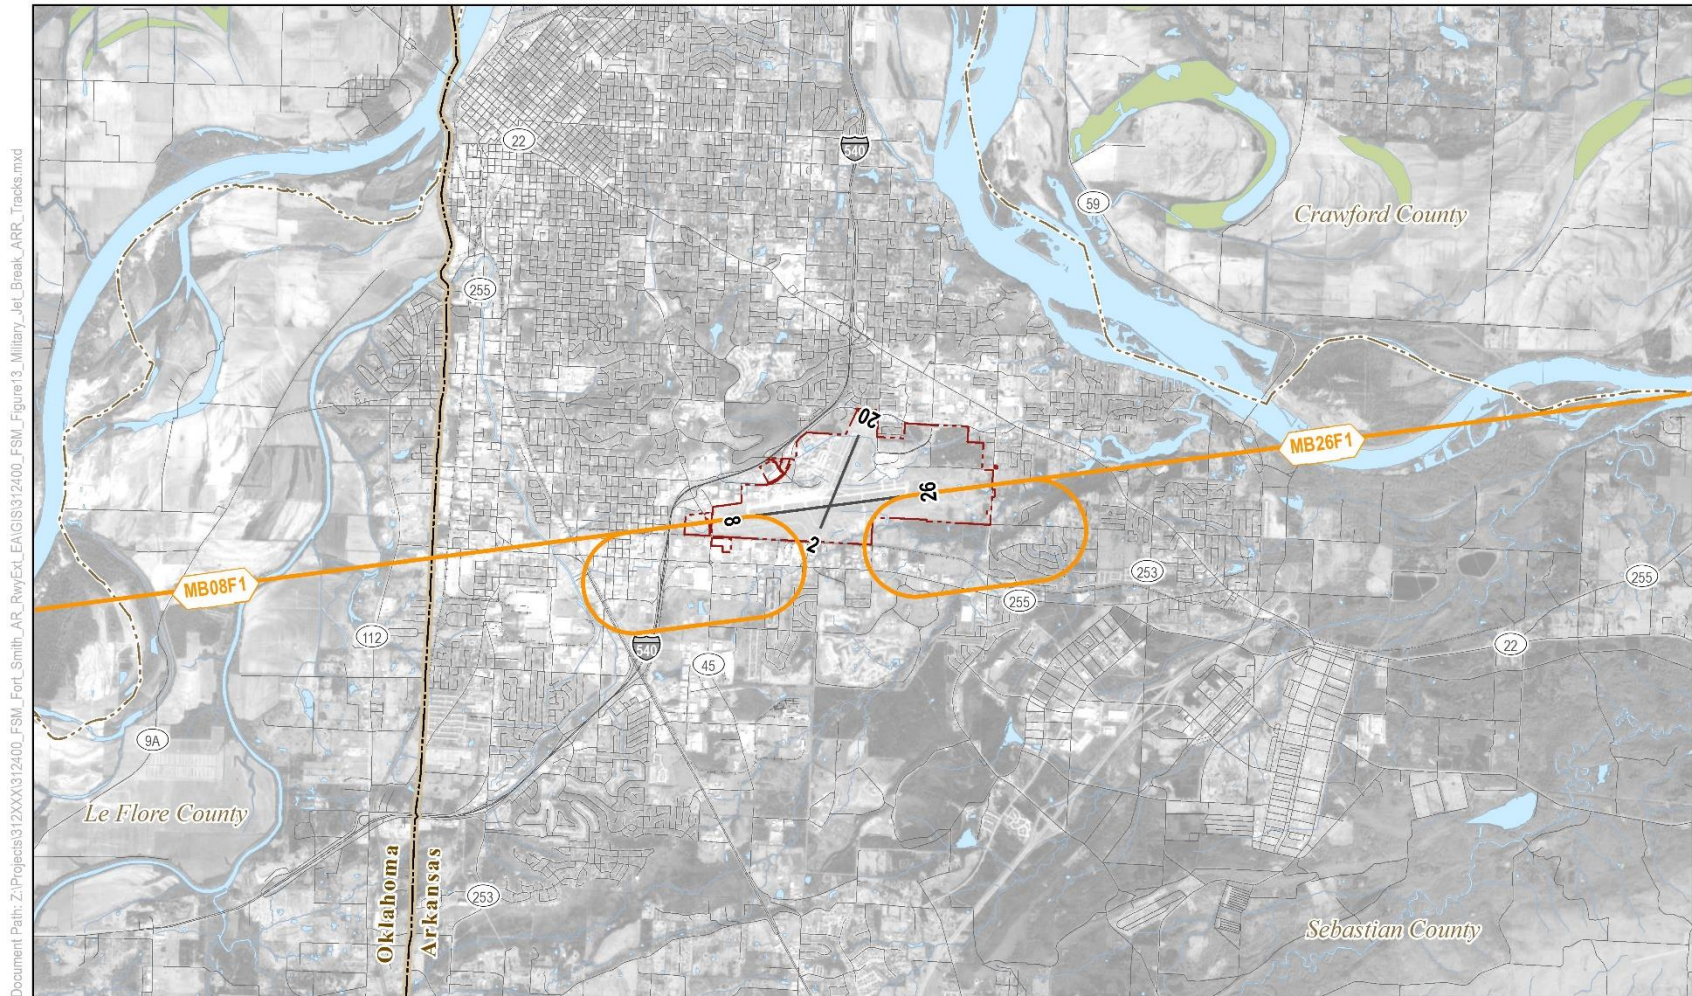 Document Path: Z:\Projects\312XXX\312400_FSM_Fort_Smith_AR_RwyExt_EA\GIS\312400_FSM_Figure13_Military_Jet_Break_ARR_Tracks.mxd
22
540
59
Crawford County
255
20
MB26F1
26
8
2
MB08F1
253
255
255
112
540
45
22
9A
Le Flore County
Oklahoma
Arkansas
253
Sebastian County